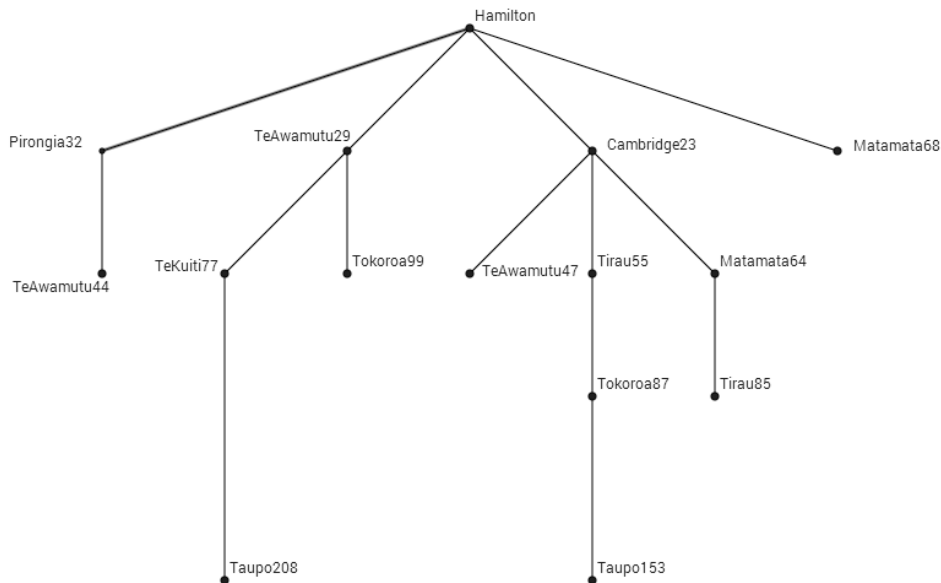 Hamilton
Pirongia32
TeAwamutu29
Cambridge23
Matamata68
TeAwamutu44
TeKuiti77
Tokoroa99
TeAwamutu47
Tirau55
Matamata64
Tokoroa87
Tirau85
Taupo208
Taupo153